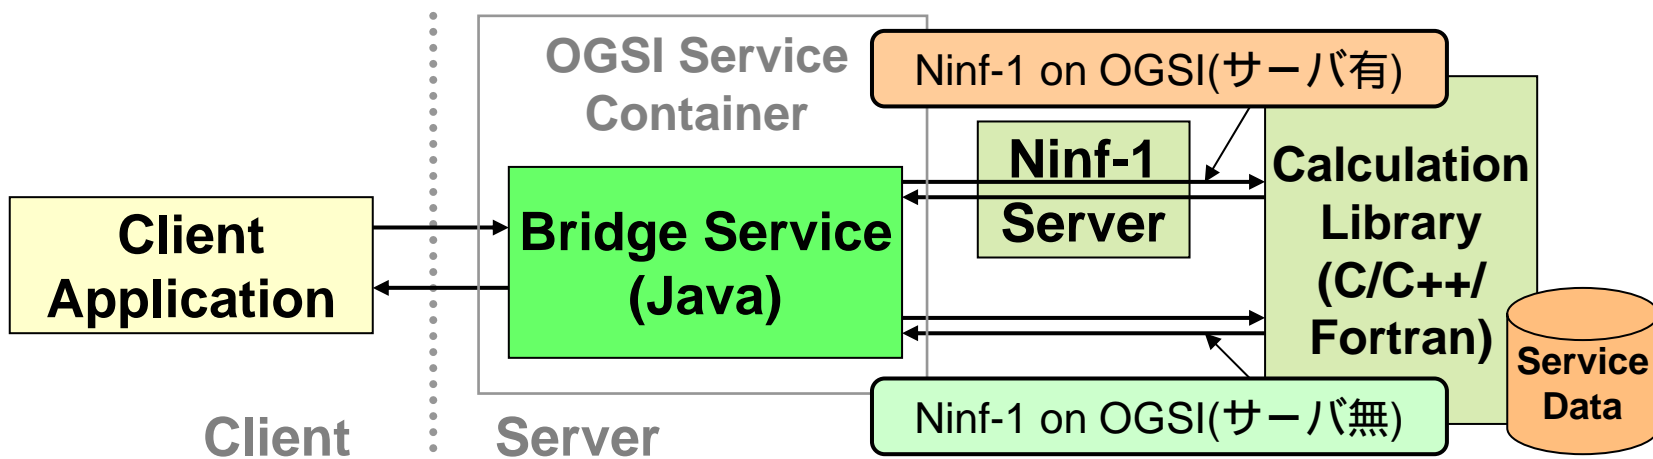 OGSI Service
Container
Ninf-1 on OGSI(サーバ有)
Client
Application
Bridge Service
(Java)
Ninf-1
Server
Calculation
Library
(C/C++/
Fortran)
Service
Data
Ninf-1 on OGSI(サーバ無)
Client
Server